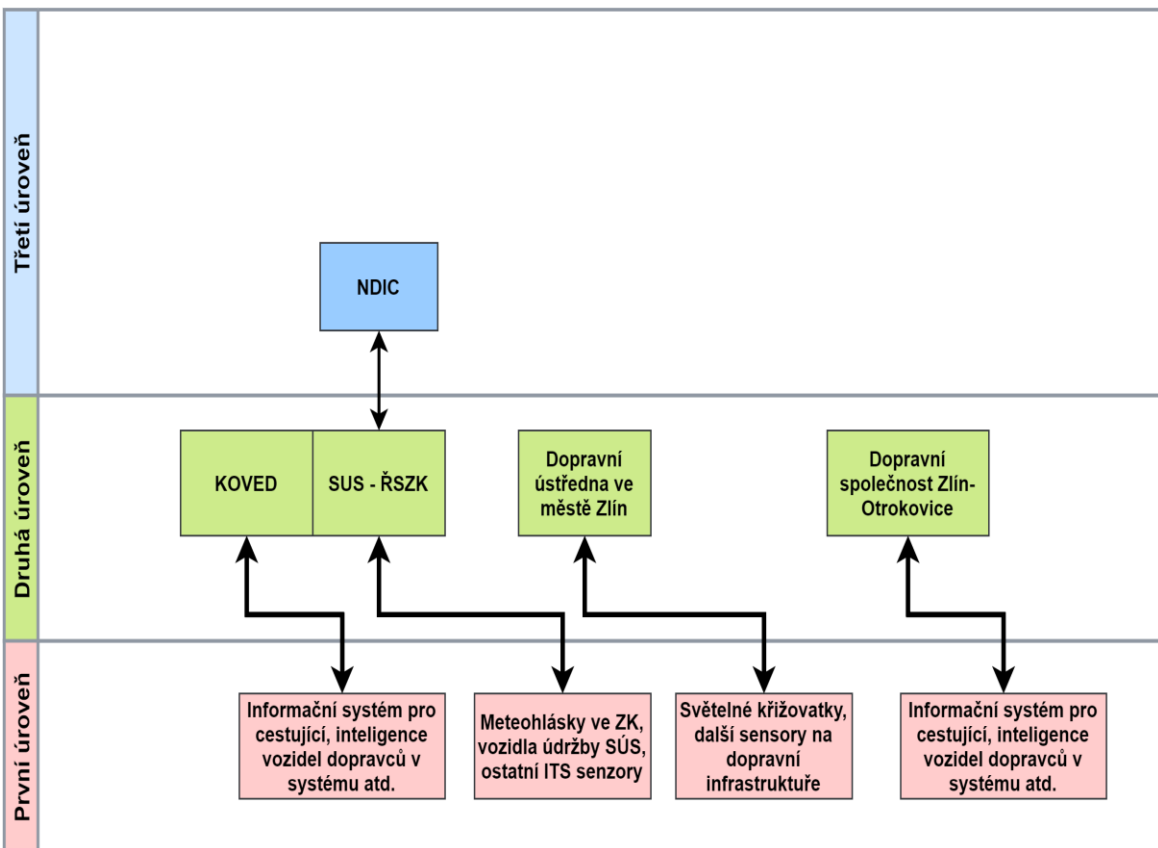 Třetí úroveň
NDIC
Druhá úroveň
KOVED
SUS - ŘSZK
Dopravní
ústředna ve
městě Zlín
Dopravní
společnost Zlín-
Otrokovice
První úroveň
Informační systém pro
cestující, inteligence
vozidel dopravců v
systému atd.
Meteohlásky ve ZK,
vozidla údržby SÚS,
ostatní ITS senzory
Světelné křižovatky,
další sensory na
dopravní
infrastruktuře
Informační systém pro
cestující, inteligence
vozidel dopravců v
systému atd.